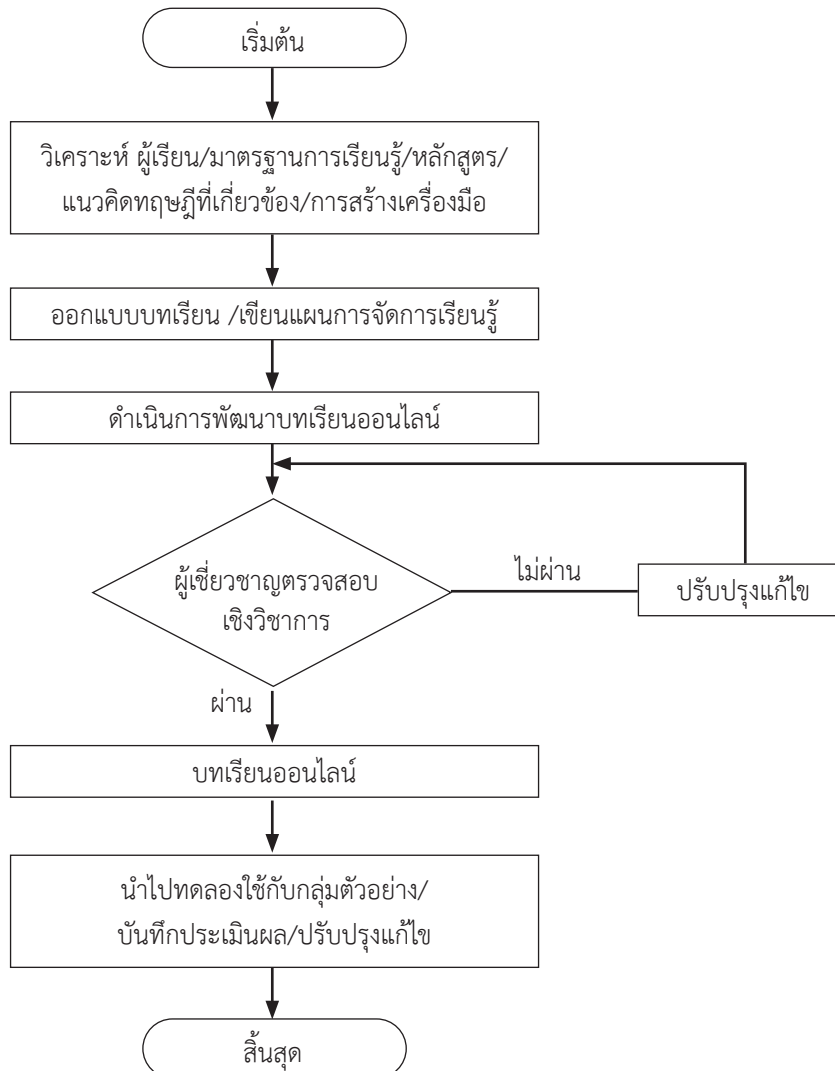 เริ่มต้น
วิเคราะห์ ผู้เรียน/มาตรฐานการเรียนรู้/หลักสูตร/
แนวคิดทฤษฎีที่เกี่ยวข้อง/การสร้างเครื่องมือ
ออกแบบบทเรียน /เขียนแผนการจัดการเรียนรู้
ดำเนินการพัฒนาบทเรียนออนไลน์
ผู้เชี่ยวชาญตรวจสอบ
เชิงวิชาการ
ไม่ผ่าน
ปรับปรุงแก้ไข
ผ่าน
บทเรียนออนไลน์
นำไปทดลองใช้กับกลุ่มตัวอย่าง/
บันทึกประเมินผล/ปรับปรุงแก้ไข
สิ้นสุด